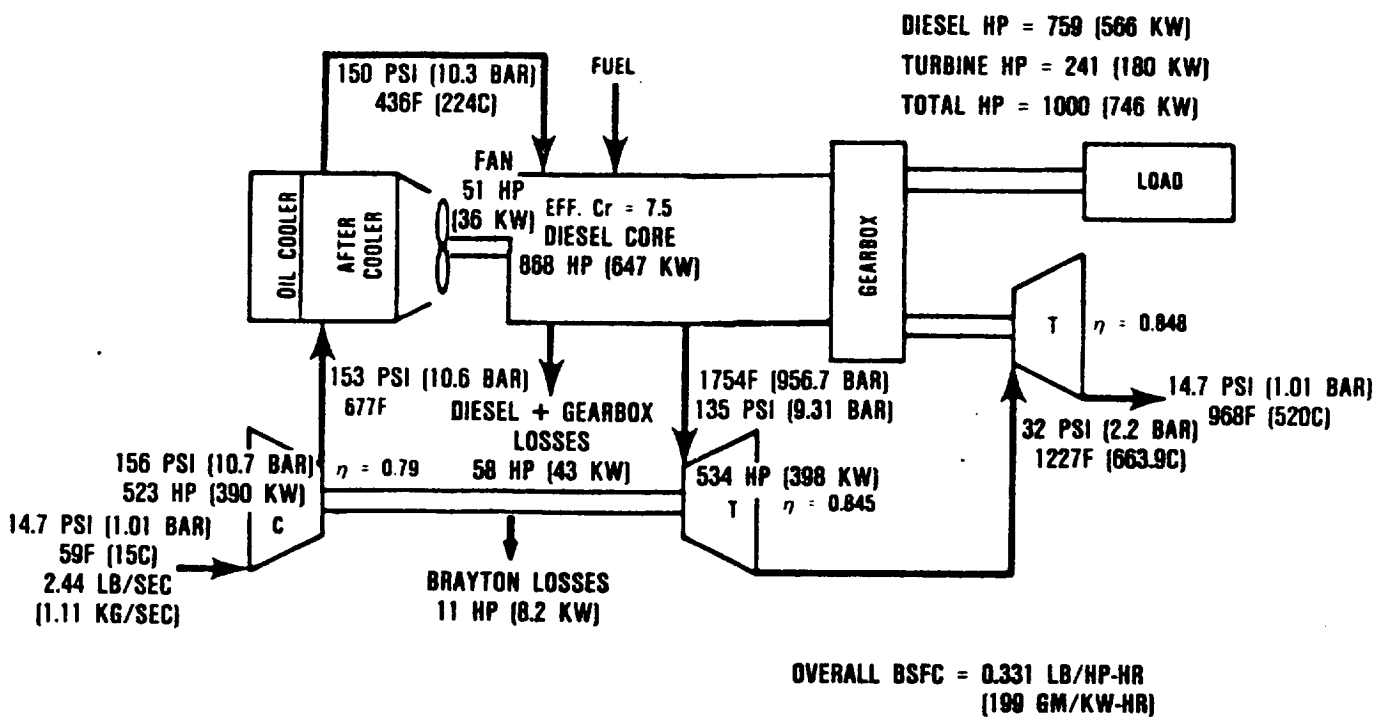 DIESEL HP = 759 (566 KW)
TURBINE HP = 241 (180 KW)
TOTAL HP = 1000 (746 KW)
150 PSI (10.3 BAR)
436F (224C)
FUEL
FAN
51 HP
(36 KW)
EFF. Cr = 7.5
DIESEL CORE
868 HP (647 KW)
OIL COOLER
AFTER
COOLER
GEARBOX
LOAD
T
η = 0.848
14.7 PSI (1.01 BAR)
968F (520C)
32 PSI (2.2 BAR)
1227F (663.9C)
153 PSI (10.6 BAR)
677F
DIESEL + GEARBOX
LOSSES
58 HP (43 KW)
1754F (956.7 BAR)
135 PSI (9.31 BAR)
156 PSI (10.7 BAR)
523 HP (390 KW)
η = 0.79
C
534 HP (398 KW)
T
η = 0.845
14.7 PSI (1.01 BAR)
59F (15C)
2.44 LB/SEC
(1.11 KG/SEC)
BRAYTON LOSSES
11 HP (8.2 KW)
OVERALL BSFC = 0.331 LB/HP-HR
(199 GM/KW-HR)